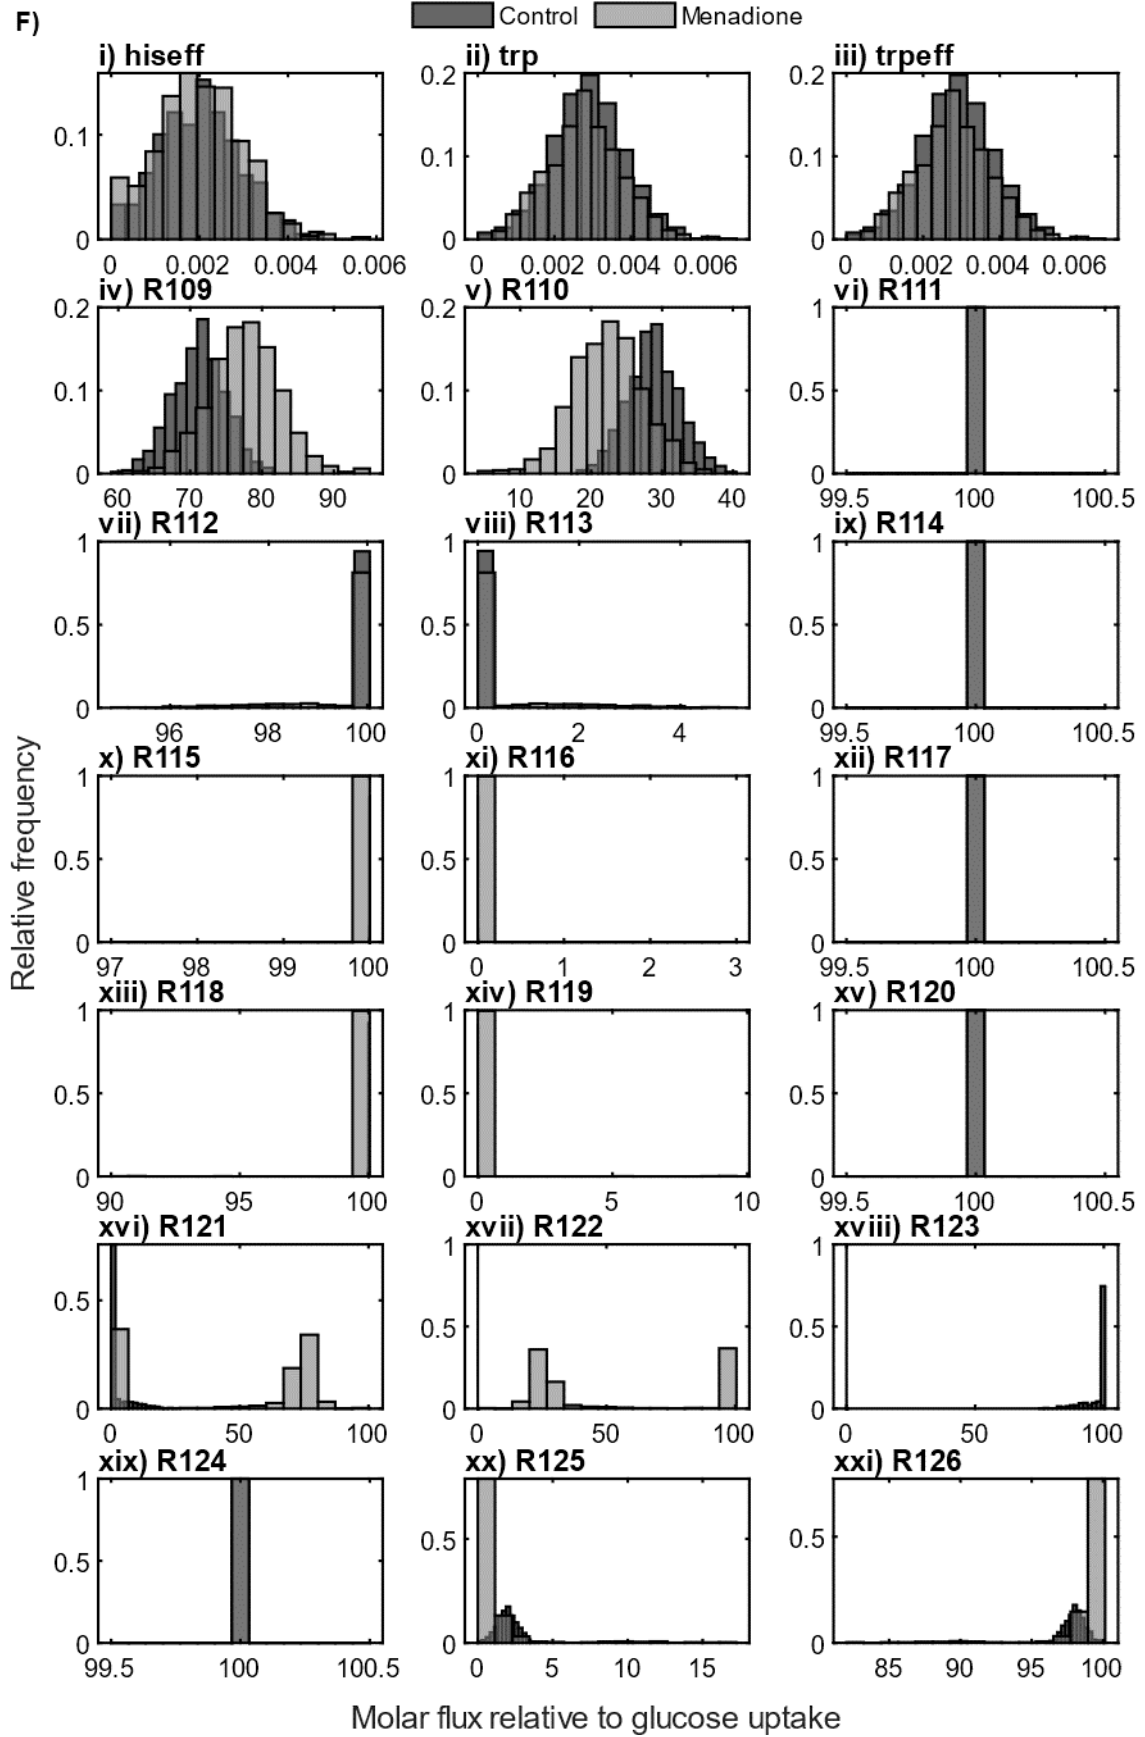 F)
Control Menadione
i) hiseff ii) trp iii) trpeff
0.1 0
0.2 0.1 0
0.2 0.1 0
0 0.002 0.004 0.006 0 0.002 0.004 0.006 0 0.002 0.004 0.006
iv) R109 v) R110 vi) R111
0.2 0.1 0
0.2 0.1 0
1 0.5 0
60 70 80 90 10 20 30 40 99.5 100 100.5
vii) R112 viii) R113 ix) R114
1 0.5 0
1 0.5 0
1 0.5 0
96 98 100 0 2 4 99.5 100 100.5
x) R115 xi) R116 xii) R117
1 0.5 0
1 0.5 0
1 0.5 0
97 98 99 100 0 1 2 3 99.5 100 100.5
xiii) R118 xiv) R119 xv) R120
1 0.5 0
1 0.5 0
1 0.5 0
90 95 100 0 5 10 99.5 100 100.5
xvi) R121 xvii) R122 xviii) R123
0.5 0
1 0.5 0
1 0.5 0
0 50 100 0 50 100 0 50 100
xix) R124 xx) R125 xxi) R126
1 0.5 0
0.5 0
0.5 0
99.5 100 100.5 0 5 10 15 85 90 95 100
Relative frequency
Molar flux relative to glucose uptake